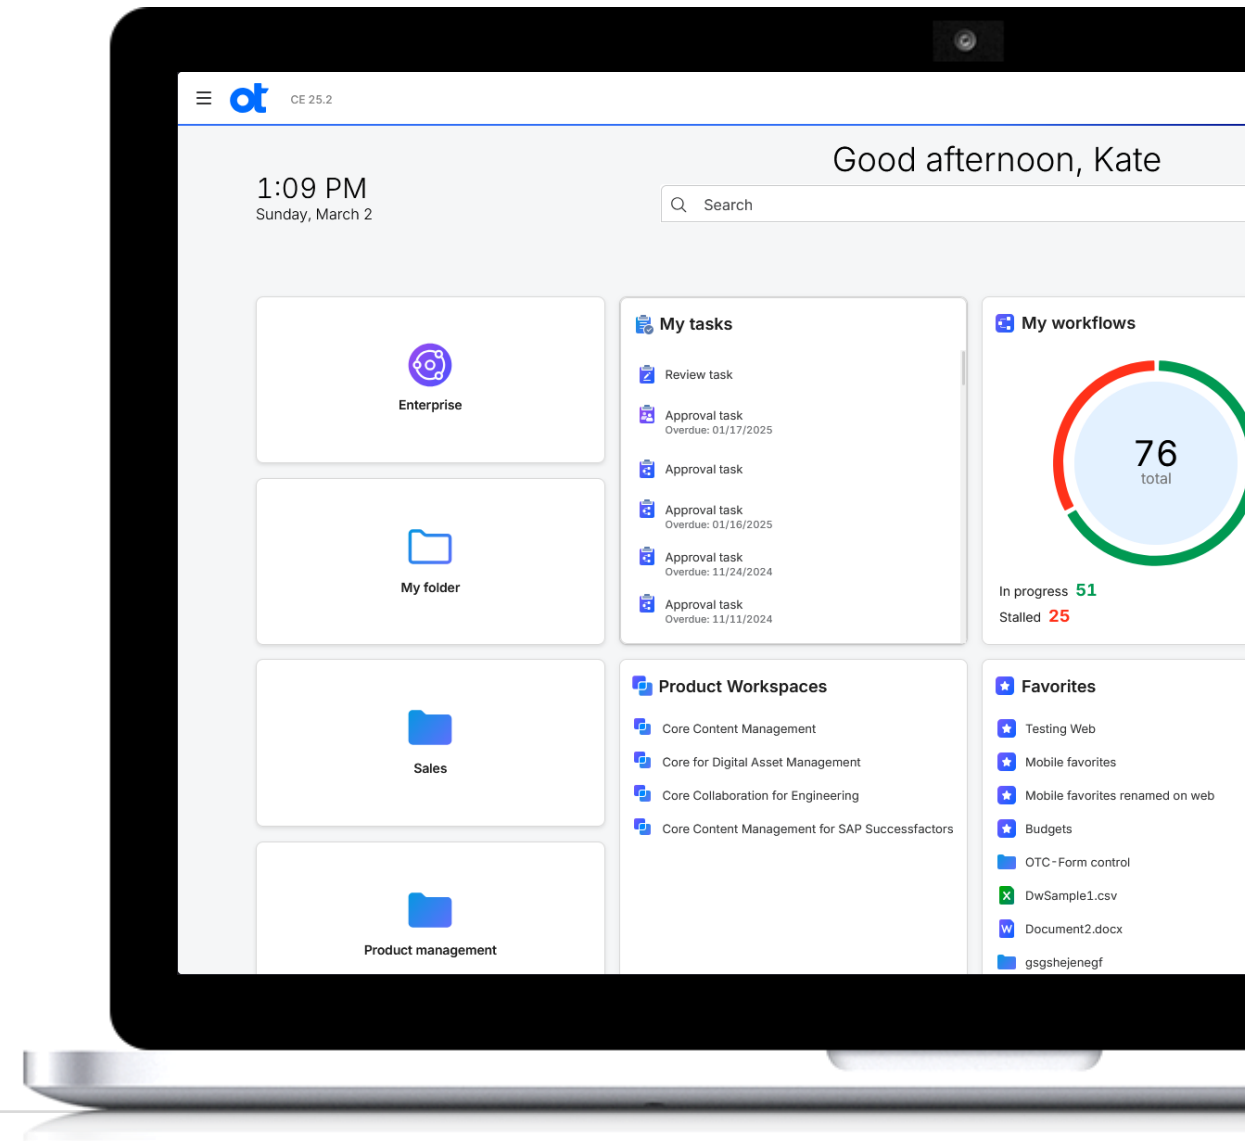 ot
CE 25.2
Good afternoon, Kate
1:09 PM
Sunday, March 2
Search
Enterprise
My folder
Sales
Product management
My tasks
Review task
Approval task
Overdue: 01/17/2025
Approval task
Approval task
Overdue: 01/16/2025
Approval task
Overdue: 11/24/2024
Approval task
Overdue: 11/11/2024
My workflows
76
total
In progress 51
Stalled 25
Product Workspaces
Core Content Management
Core for Digital Asset Management
Core Collaboration for Engineering
Core Content Management for SAP Successfactors
Favorites
Testing Web
Mobile favorites
Mobile favorites renamed on web
Budgets
OTC-Form control
DwSample1.csv
Document2.docx
gsgshejenegf